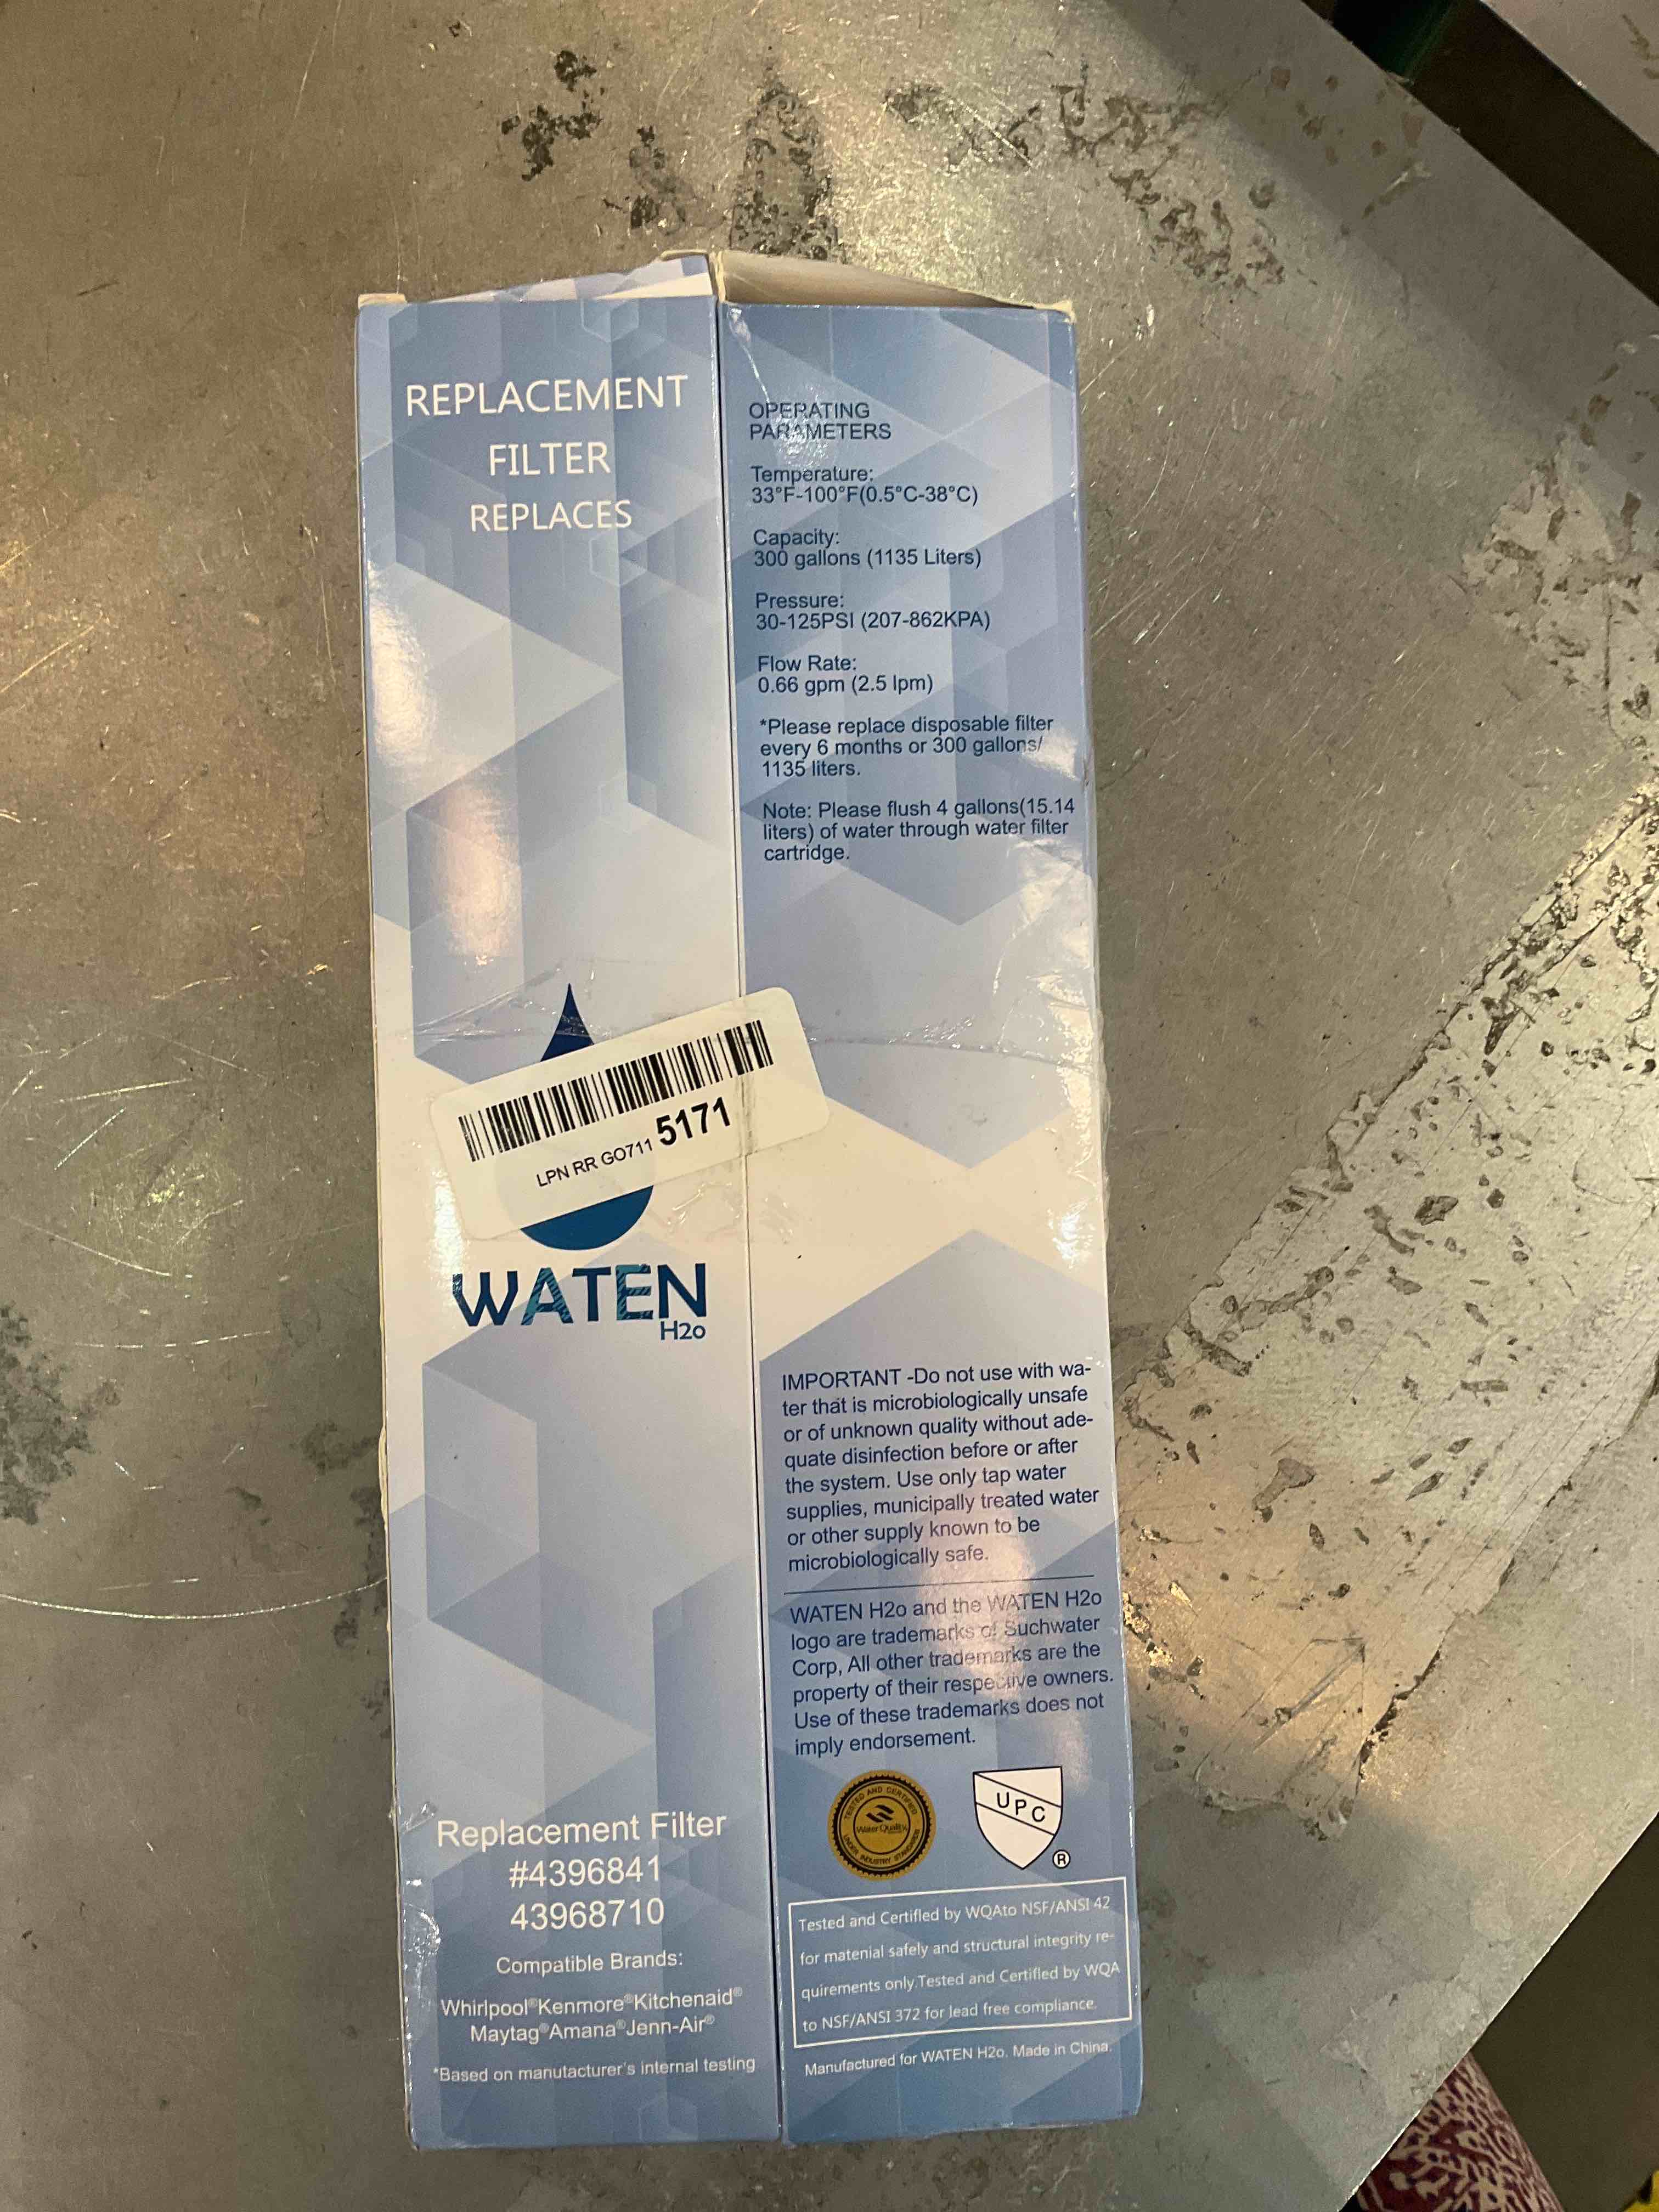 REPLACEMENT
FILTER
REPLACES
LPN RR GO711 5171
WATEN
H2o
Replacement Filter
#4396841
43968710
Compatible Brands:
Whirlpool® Kenmore® Kitchenaid®
Maytag® Amana® Jenn-Air®
*Based on manutacturer's internal testing
OPERATING
PARAMETERS
Temperature:
33°F-100°F(0.5°C-38°C)
Capacity:
300 gallons (1135 Liters)
Pressure:
30-125PSI (207-862KPA)
Flow Rate:
0.66 gpm (2.5 lpm)
*Please replace disposable filter
every 6 months or 300 gallons/
1135 liters.
Note: Please flush 4 gallons(15.14
liters) of water through water filter
cartridge.
IMPORTANT -Do not use with wa-
ter that is microbiologically unsafe
or of unknown quality without ade-
quate disinfection before or after
the system. Use only tap water
supplies, municipally treated water
or other supply known to be
microbiologically safe.
WATEN H2o and the WATEN H2o
logo are trademarks of Suchwater
Corp, All other trademarks are the
property of their respective owners.
Use of these trademarks does not
imply endorsement.
TESTED AND CERTIFIED
Water Quality
UNDER INDUSTRY STANDARDS
UPC
®
Tested and Certified by WQAto NSF/ANSI 42
for matenial safely and structural integrity re-
quirements only.Tested and Certified by WQA
to NSF/ANSI 372 for lead free compliance.
Manufactured for WATEN H2o. Made in China.